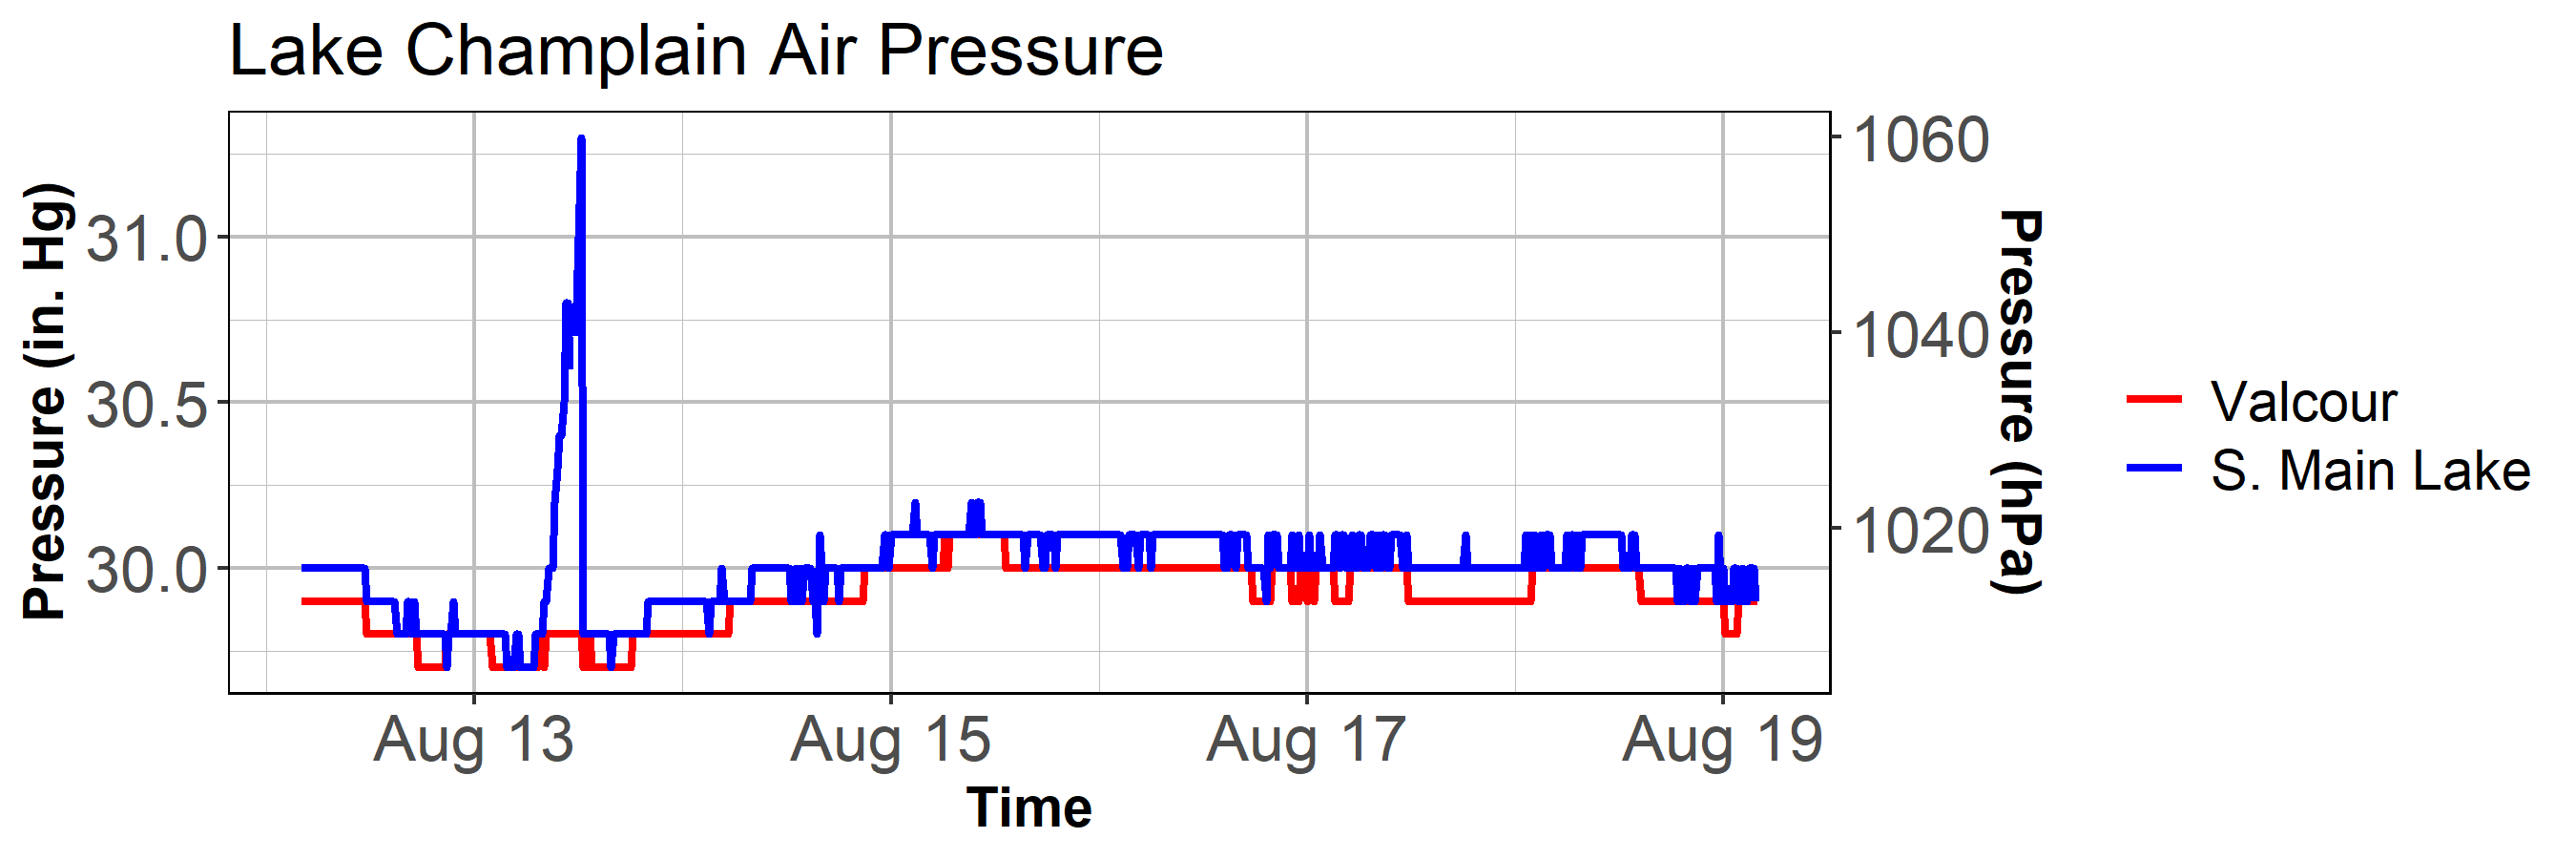 Lake Champlain Air Pressure
Pressure (in. Hg)
31.0
30.5
30.0
1060
1040
1020
Pressure (hPa)
Valcour
S. Main Lake
Aug 13
Aug 15
Aug 17
Aug 19
Time